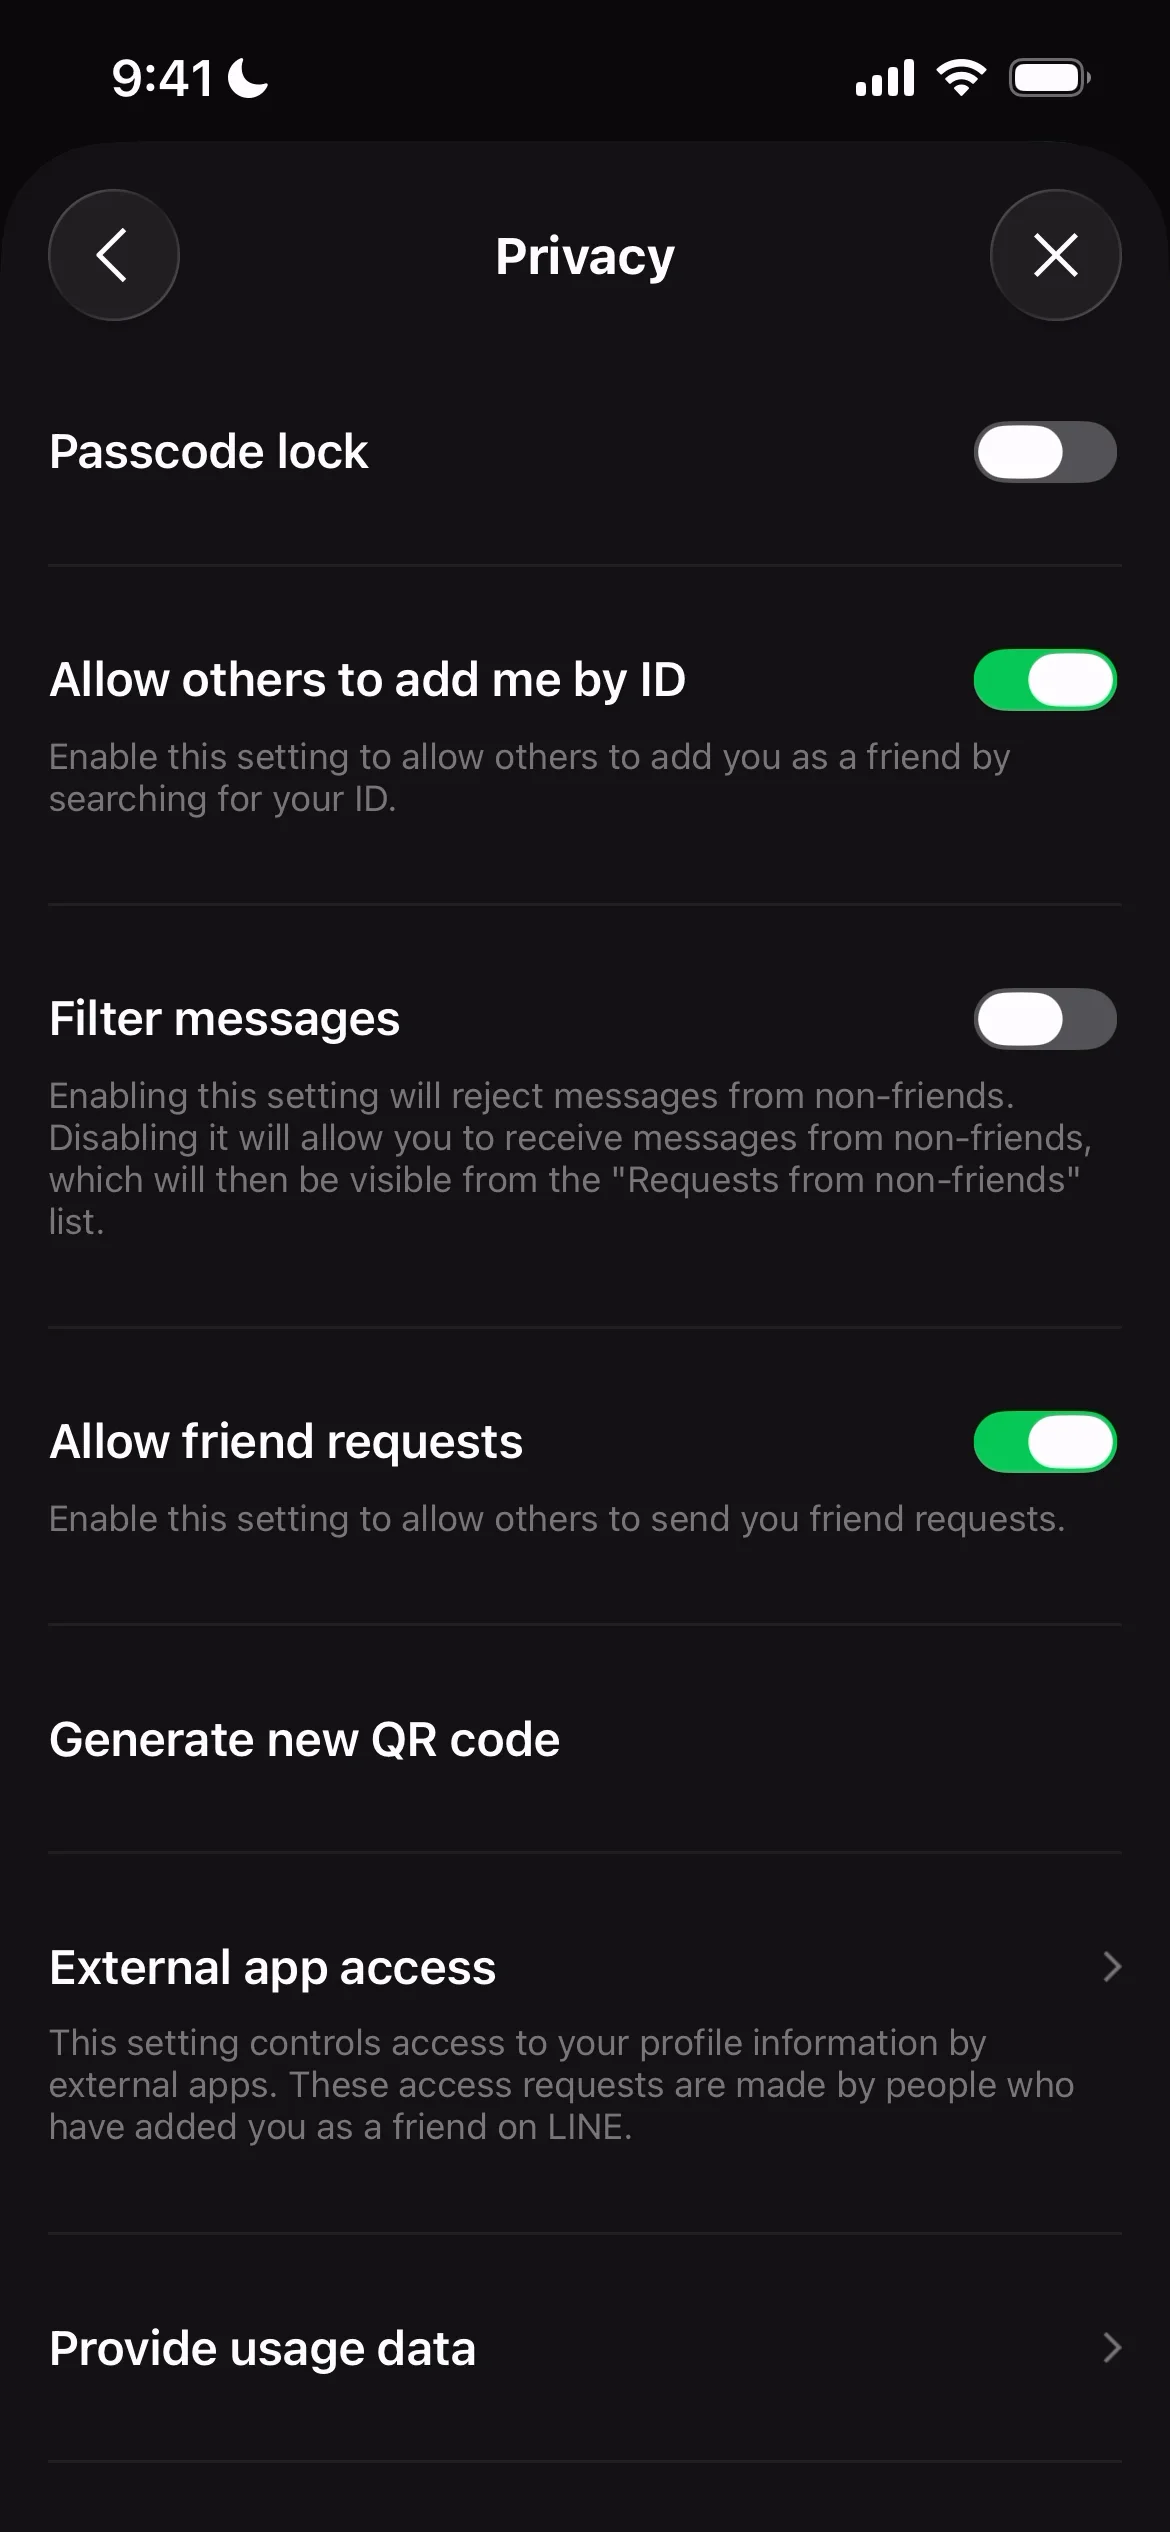 9:41
Privacy
Passcode lock
Allow others to add me by ID
Enable this setting to allow others to add you as a friend by
searching for your ID.
Filter messages
Enabling this setting will reject messages from non-friends.
Disabling it will allow you to receive messages from non-friends,
which will then be visible from the "Requests from non-friends"
list.
Allow friend requests
Enable this setting to allow others to send you friend requests.
Generate new QR code
External app access
This setting controls access to your profile information by
external apps. These access requests are made by people who
have added you as a friend on LINE.
Provide usage data